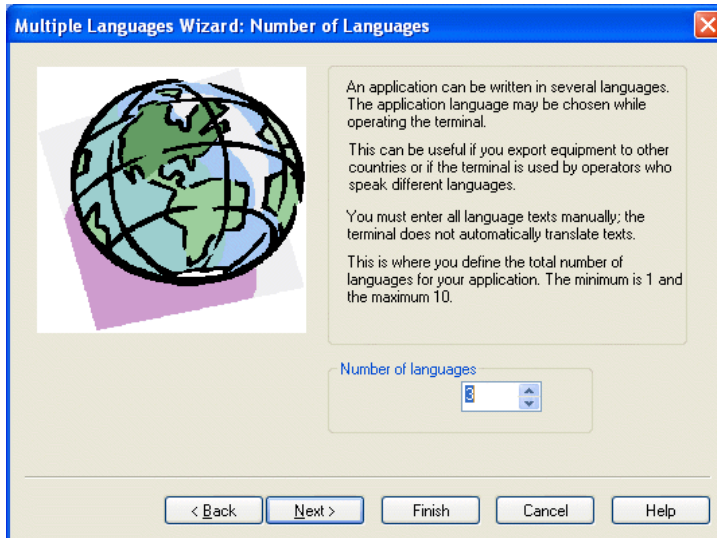 Multiple Languages Wizard: Number of Languages
An application can be written in several languages.
The application language may be chosen while
operating the terminal.
This can be useful if you export equipment to other
countries or if the terminal is used by operators who
speak different languages.
You must enter all language texts manually; the
terminal does not automatically translate texts.
This is where you define the total number of
languages for your application. The minimum is 1 and
the maximum 10.
Number of languages
3
< Back Next > Finish Cancel Help